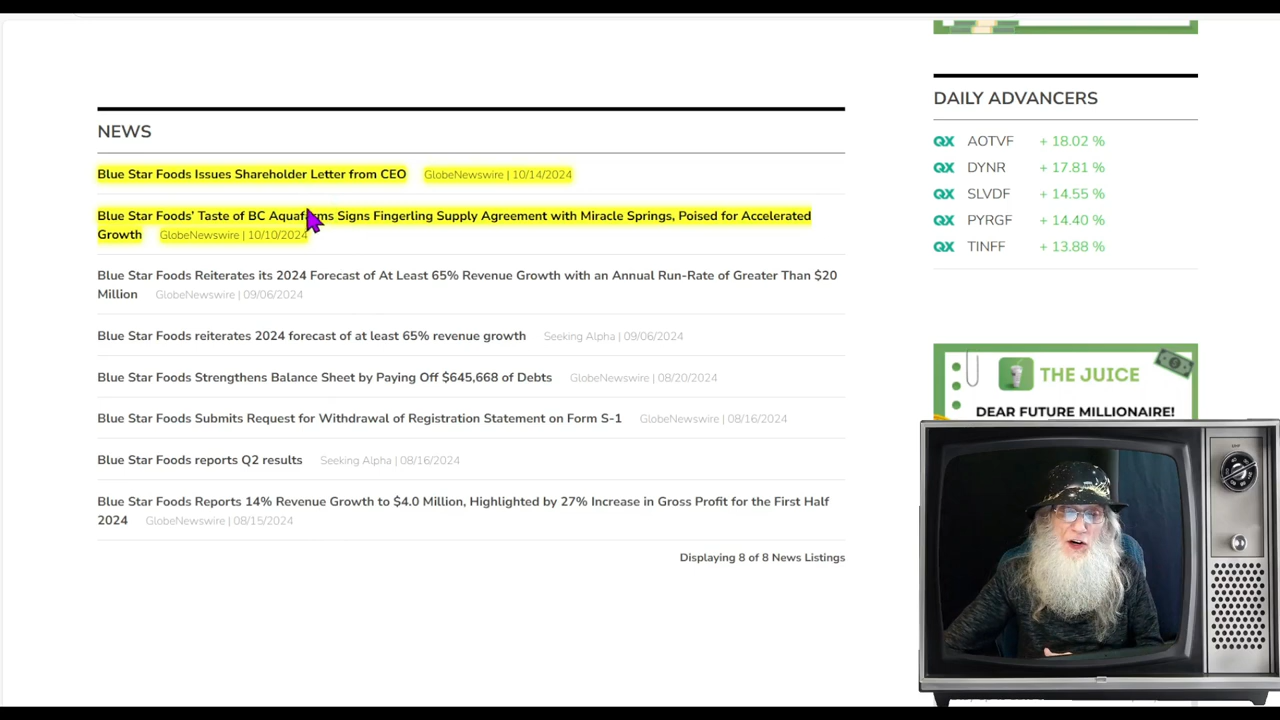 NEWS
Blue Star Foods Issues Shareholder Letter from CEO GlobeNewswire | 10/14/2024
Blue Star Foods' Taste of BC Aquafarms Signs Fingerling Supply Agreement with Miracle Springs, Poised for Accelerated
Growth GlobeNewswire | 10/10/2024
Blue Star Foods Reiterates its 2024 Forecast of At Least 65% Revenue Growth with an Annual Run-Rate of Greater Than $20
Million GlobeNewswire | 09/06/2024
Blue Star Foods reiterates 2024 forecast of at least 65% revenue growth Seeking Alpha | 09/06/2024
Blue Star Foods Strengthens Balance Sheet by Paying Off $645,668 of Debts GlobeNewswire | 08/20/2024
Blue Star Foods Submits Request for Withdrawal of Registration Statement on Form S-1 GlobeNewswire | 08/16/2024
Blue Star Foods reports Q2 results Seeking Alpha | 08/16/2024
Blue Star Foods Reports 14% Revenue Growth to $4.0 Million, Highlighted by 27% Increase in Gross Profit for the First Half
2024 GlobeNewswire | 08/15/2024
Displaying 8 of 8 News Listings
DAILY ADVANCERS
QX AOTVF + 18.02 %
QX DYNR + 17.81 %
QX SLVDF + 14.55 %
QX PYRGF + 14.40 %
QX TINFF + 13.88 %
THE JUICE
DEAR FUTURE MILLIONAIRE!